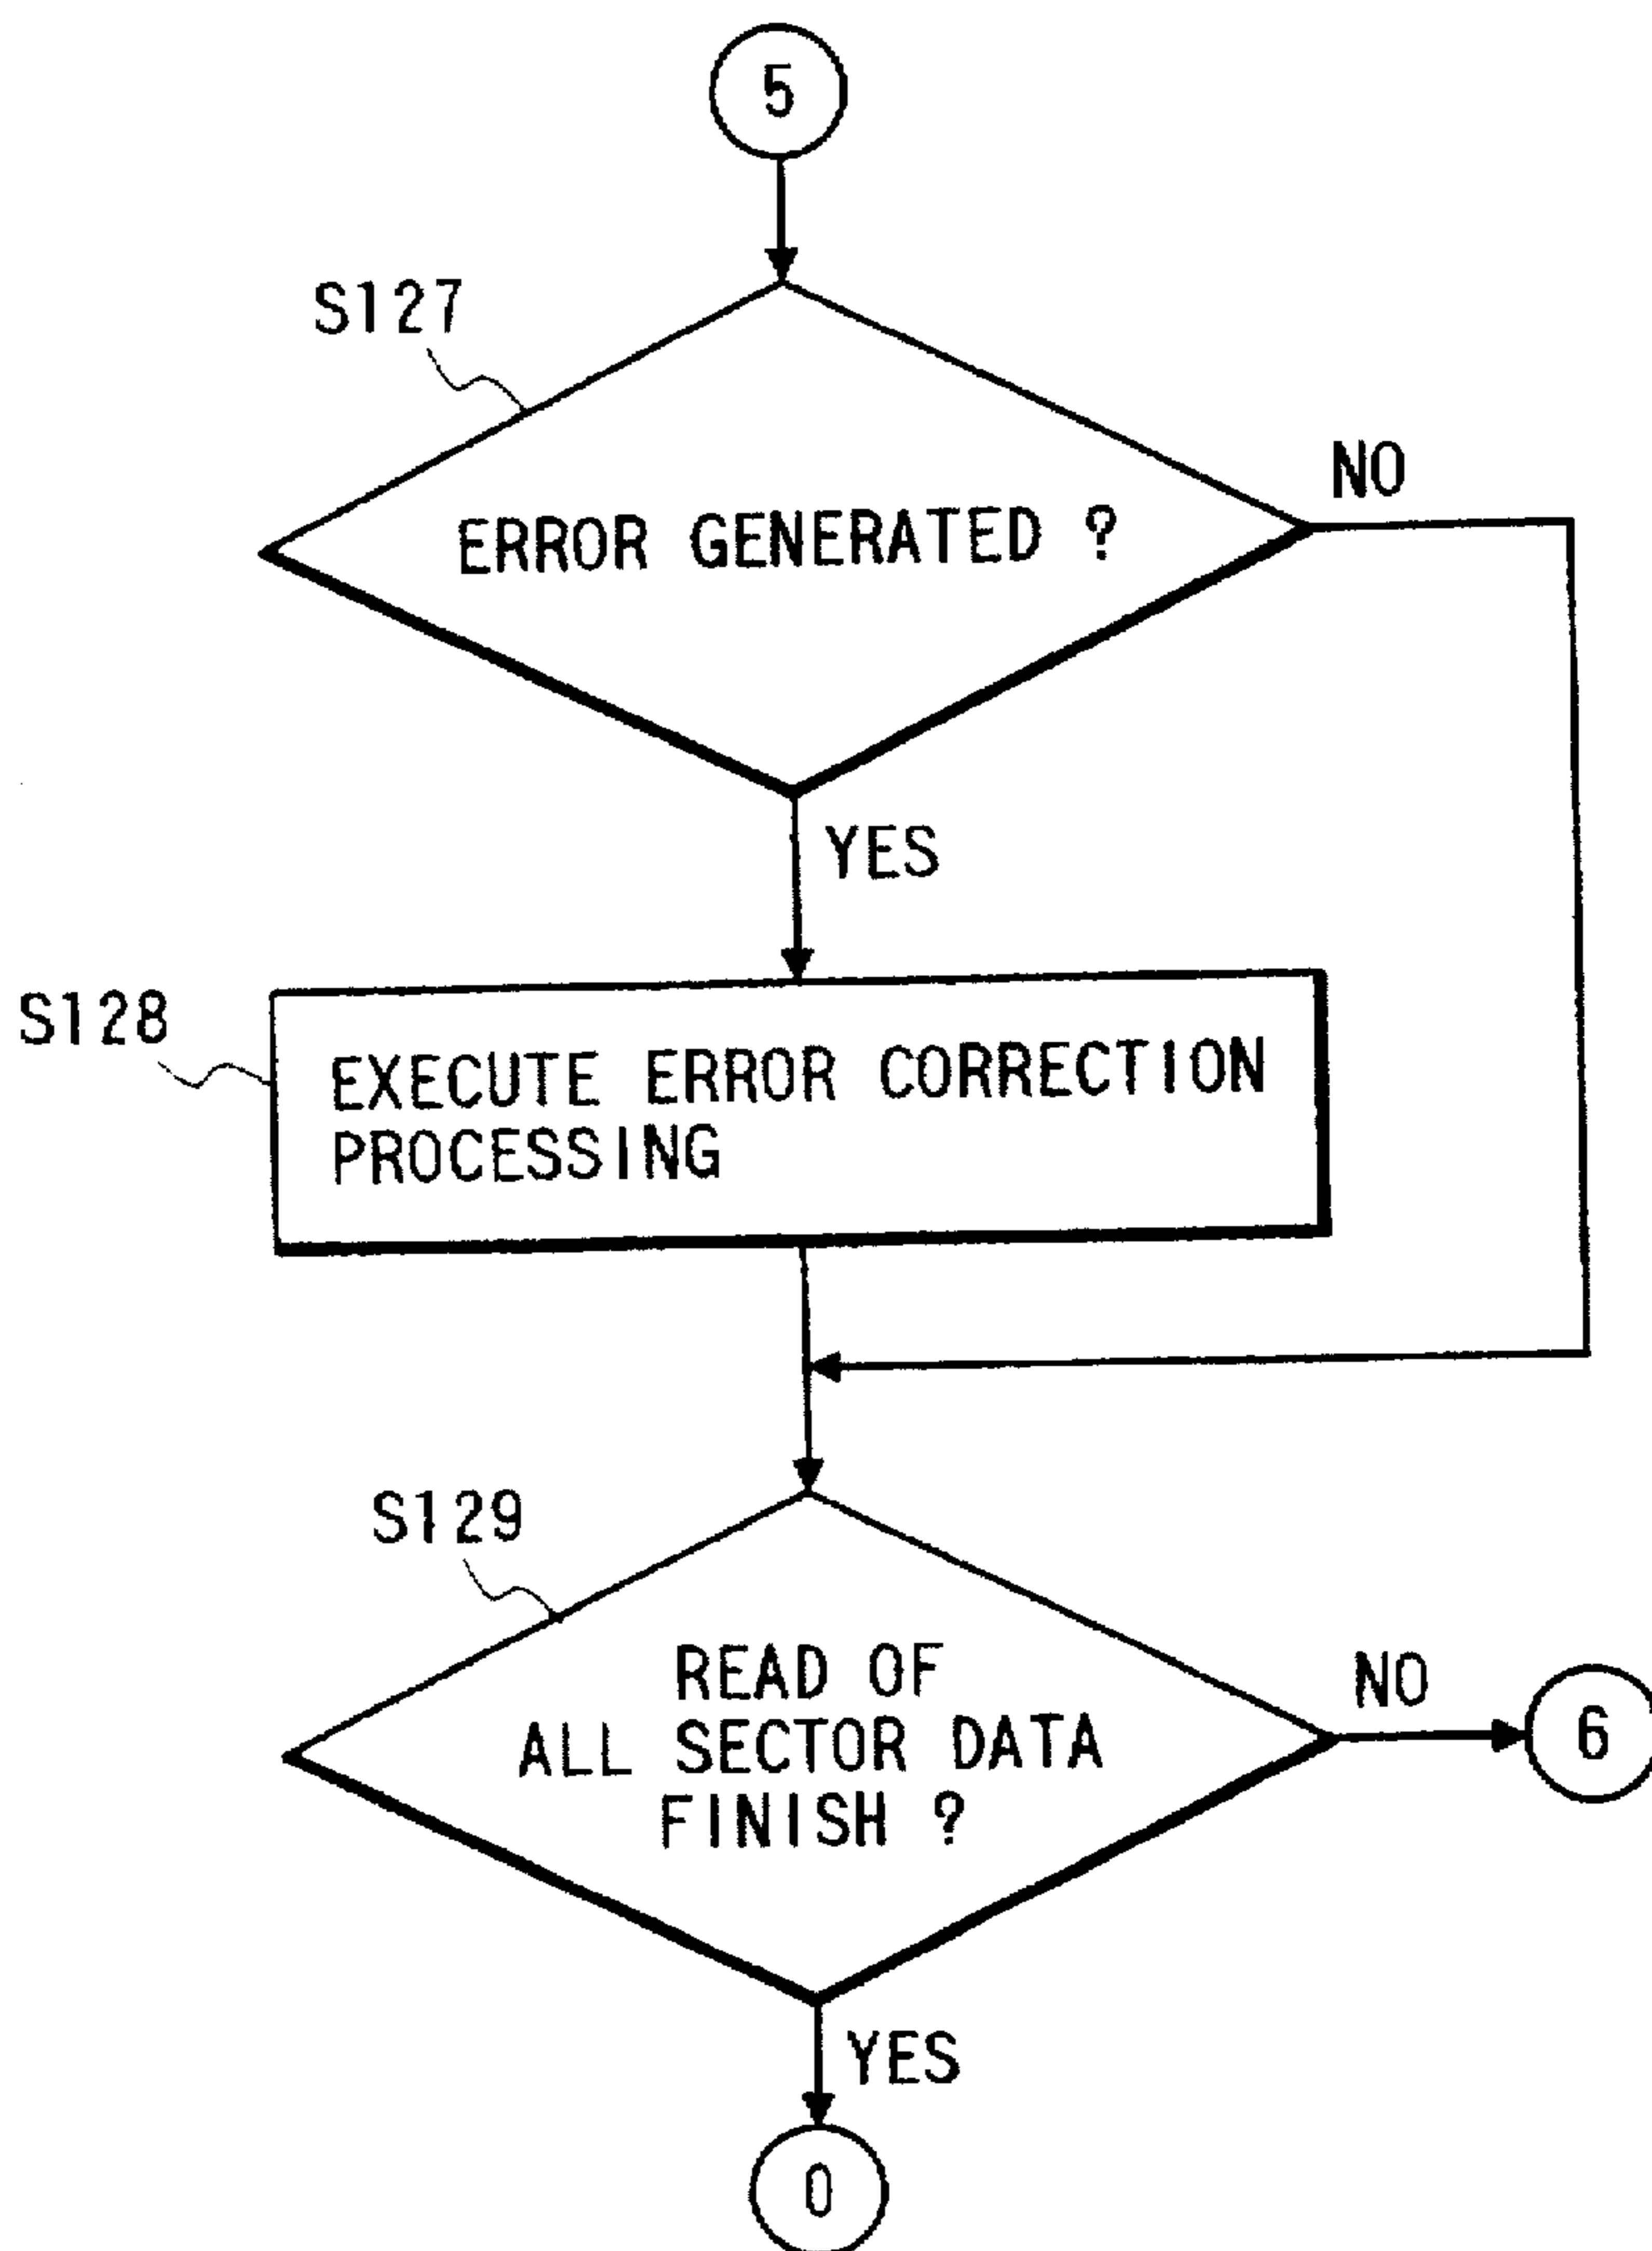 5
S127
NO
ERROR GENERATED ?
YES
S128
EXECUTE ERROR CORRECTION
PROCESSING
S129
READ OF
ALL SECTOR DATA
FINISH ?
NO
6
YES
0